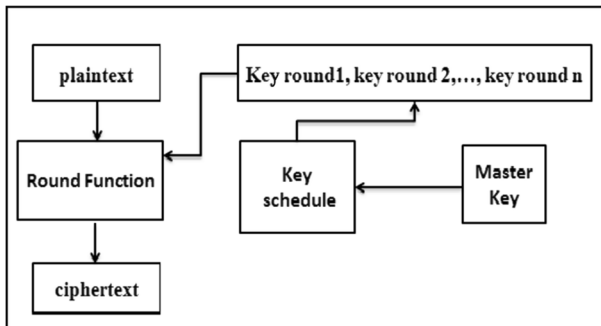 plaintext
Key round1, key round 2,..., key round n
Round Function
Key
schedule
Master
Key
ciphertext